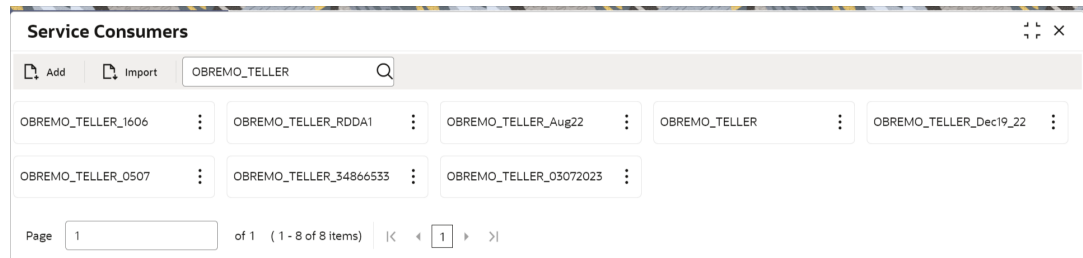 Service Consumers
Add Import OBREMO_TELLER
OBREMO_TELLER_1606 OBREMO_TELLER_RDDA1 OBREMO_TELLER_Aug22 OBREMO_TELLER OBREMO_TELLER_Dec19_22
OBREMO_TELLER_0507 OBREMO_TELLER_34866533 OBREMO_TELLER_03072023
Page 1 of 1 ( 1 - 8 of 8 items) 1